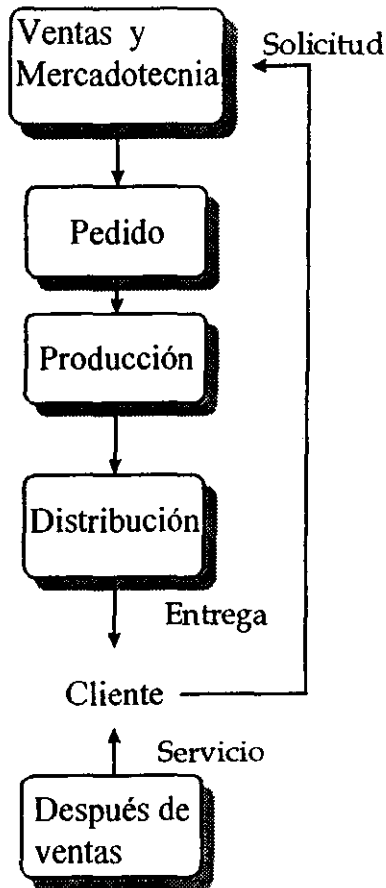 Ventas y
Mercadotecnia
Solicitud
Pedido
Producción
Distribución
Entrega
Cliente
Servicio
Después de
ventas